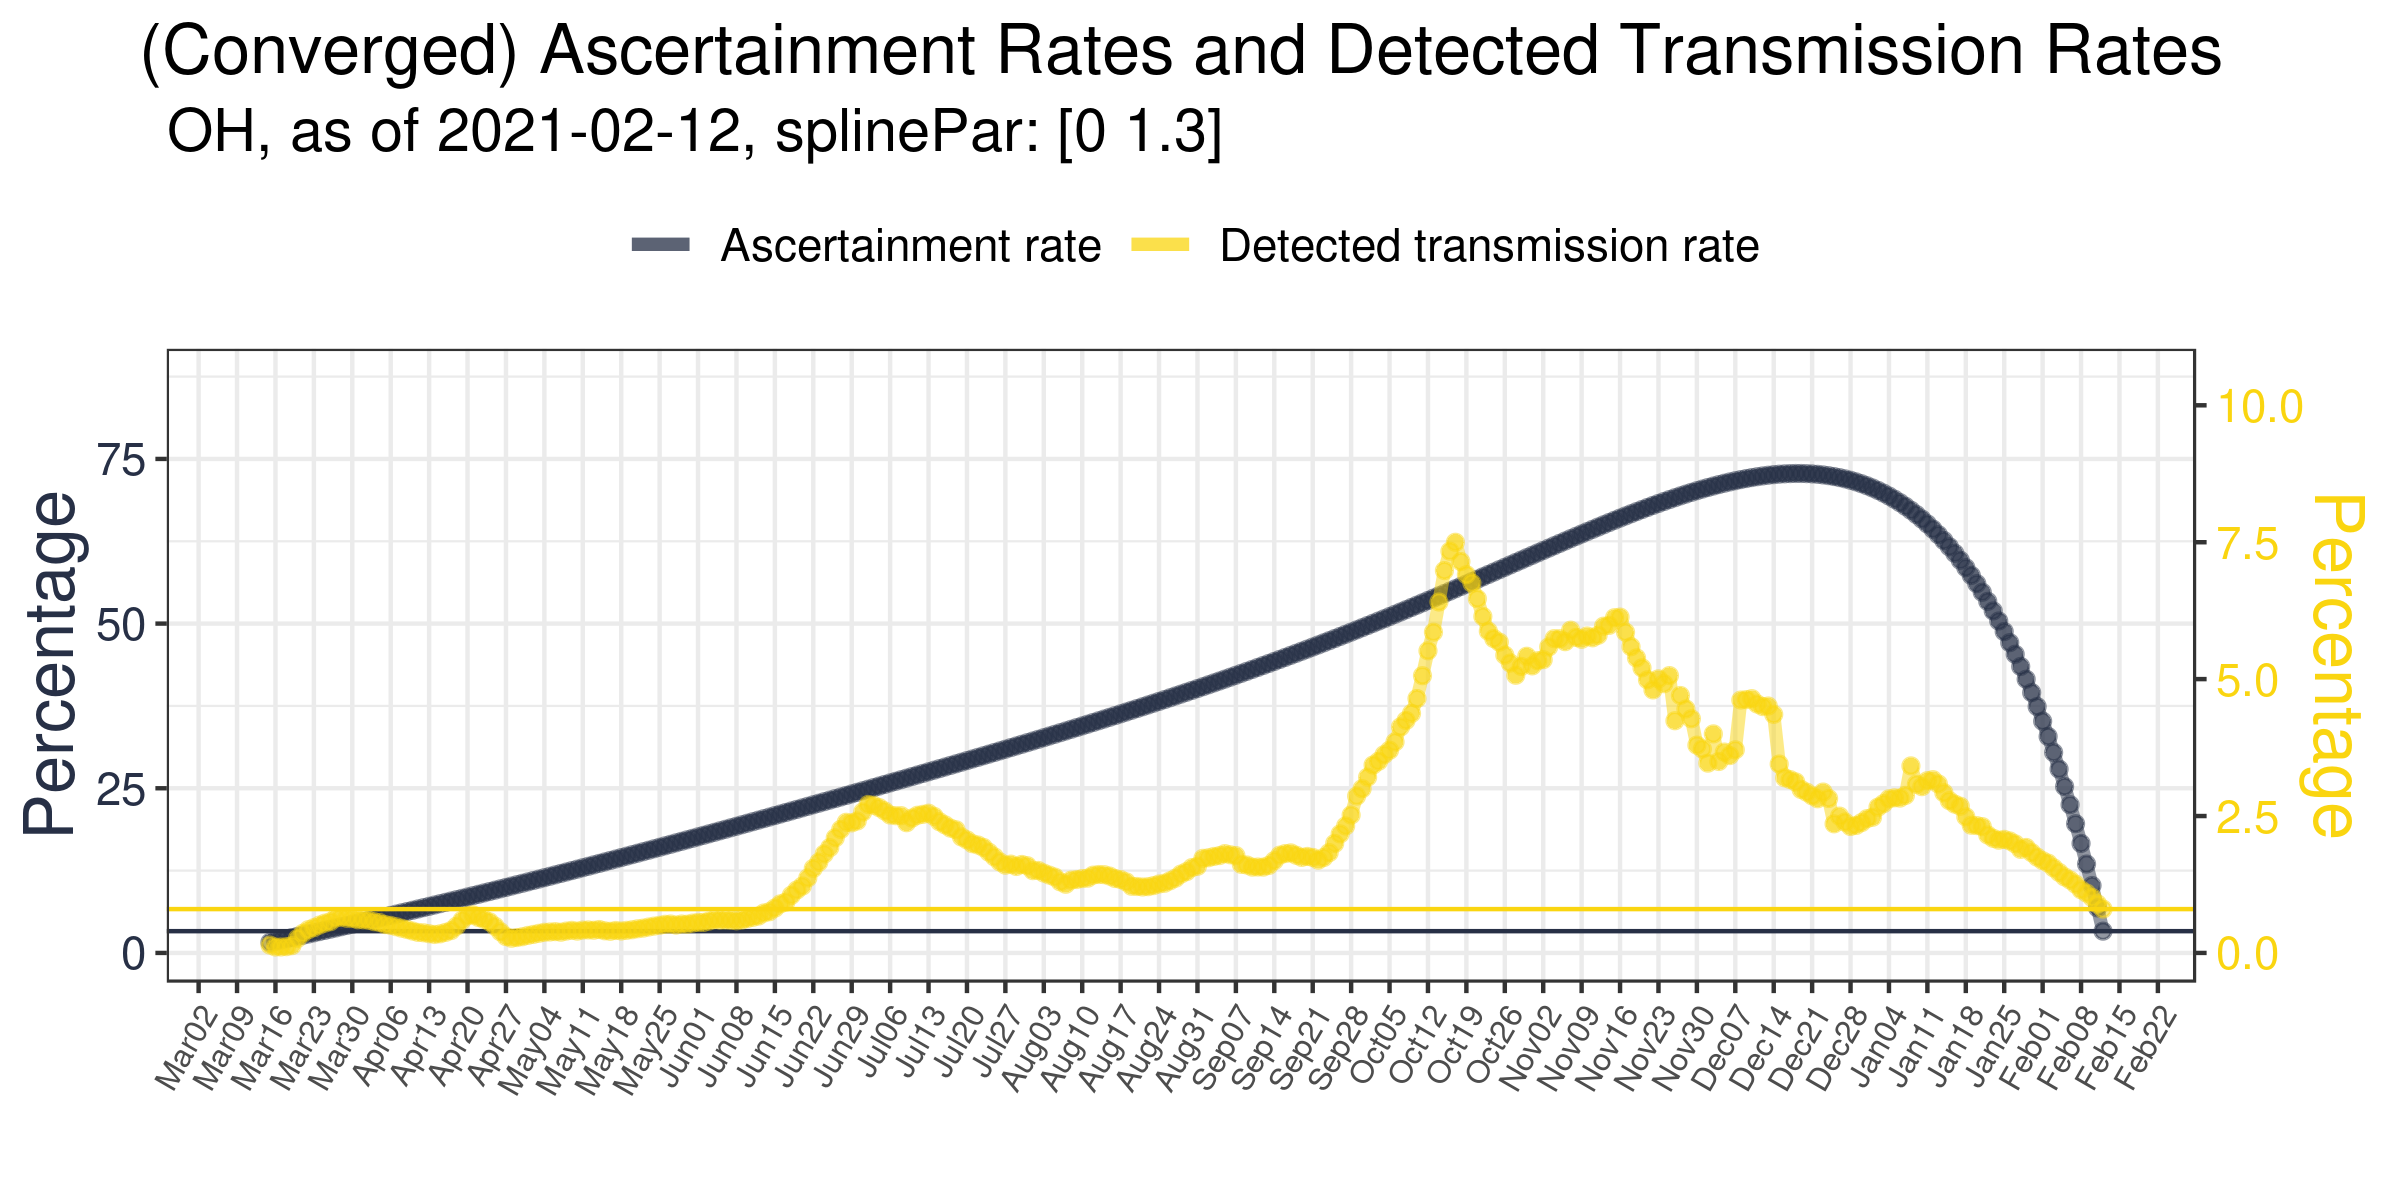 (Converged) Ascertainment Rates and Detected Transmission Rates
OH, as of 2021-02-12, splinePar: [0 1.3]
Ascertainment rate
Detected transmission rate
Percentage
75
50
25
0
10.0
7.5
5.0
2.5
0.0
Percentage
Mar02
Mar09
Mar16
Mar23
Mar30
Apr06
Apr13
Apr20
Apr27
May04
May11
May18
May25
Jun01
Jun08
Jun15
Jun22
Jun29
Jul06
Jul13
Jul20
Jul27
Aug03
Aug10
Aug17
Aug24
Aug31
Sep07
Sep14
Sep21
Sep28
Oct05
Oct12
Oct19
Oct26
Nov02
Nov09
Nov16
Nov23
Nov30
Dec07
Dec14
Dec21
Dec28
Jan04
Jan11
Jan18
Jan25
Feb01
Feb08
Feb15
Feb22